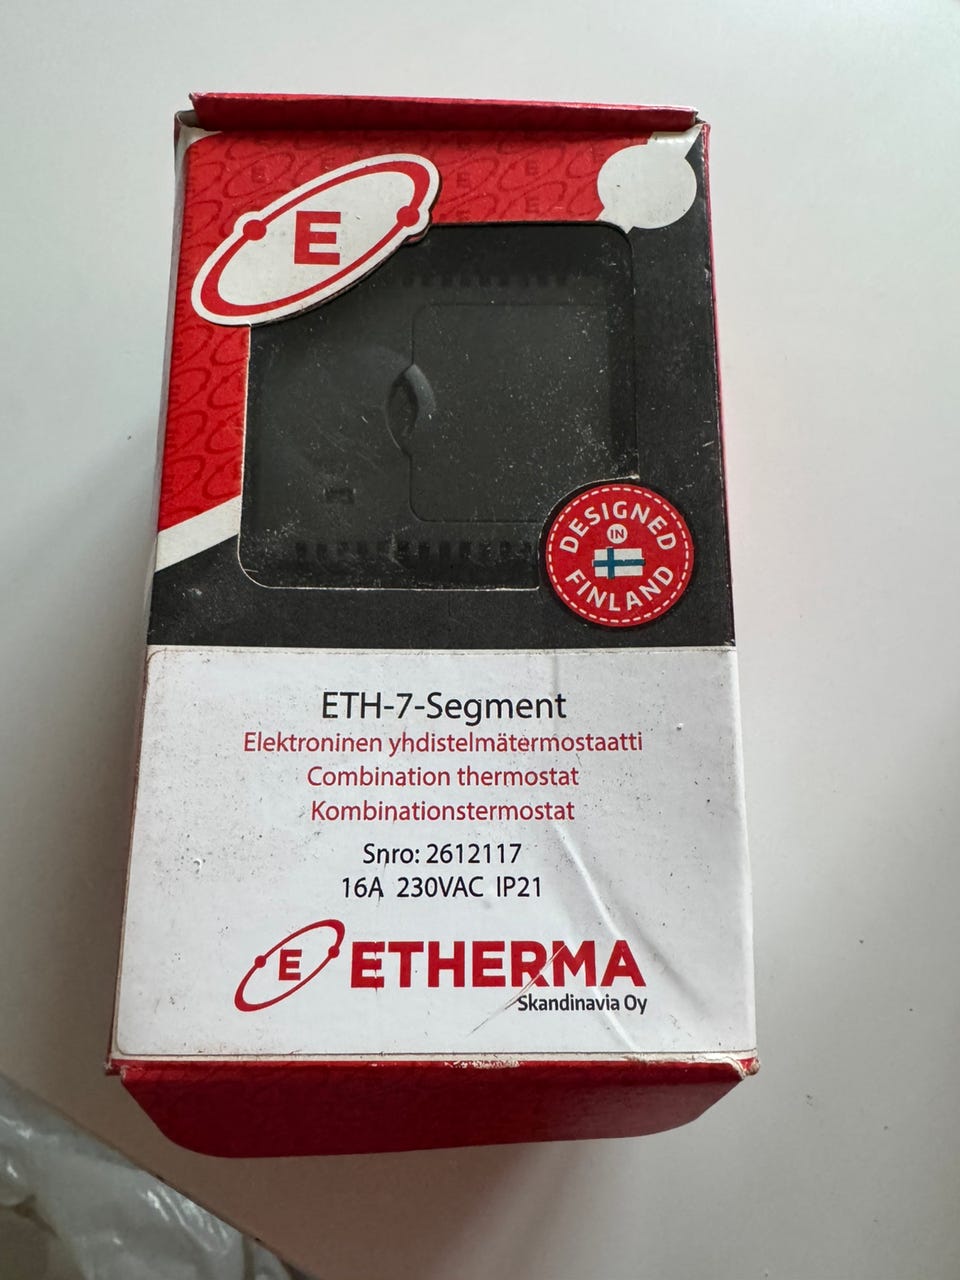 E
DESIGNED
IN
FINLAND
ETH-7-Segment
Elektroninen yhdistelmätermostaatti
Combination thermostat
Kombinationstermostat
Snro: 2612117
16A 230VAC IP21
E ETHERMA
Skandinavia Oy